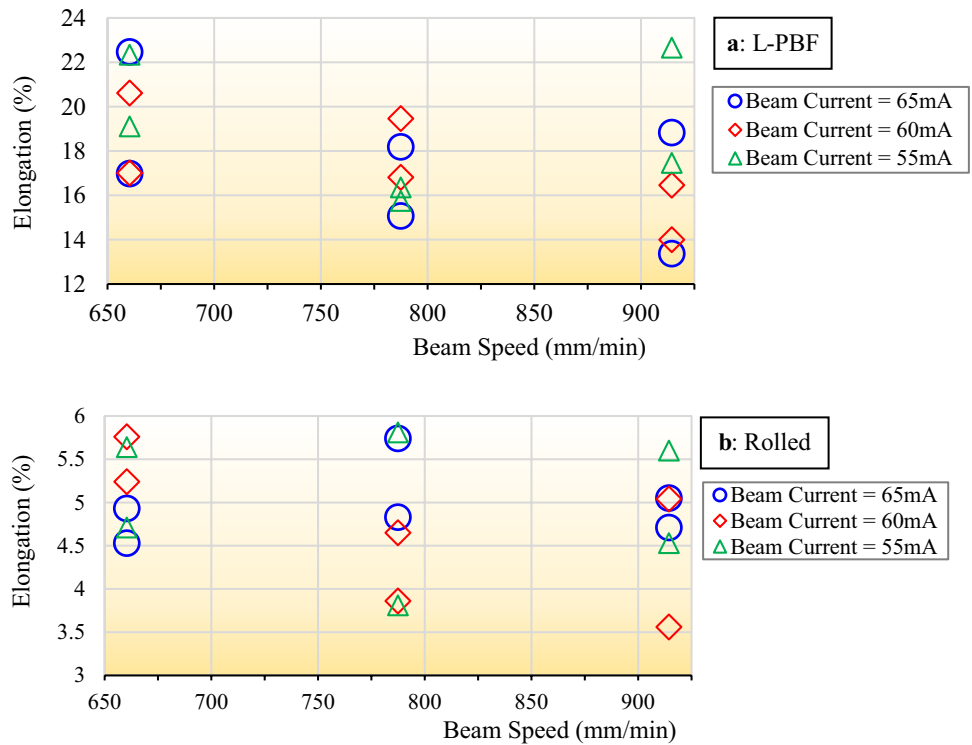 24
22
20
18
16
14
12
Elongation (%)
650 700 750 800 850 900
Beam Speed (mm/min)
a: L-PBF
Beam Current = 65mA
Beam Current = 60mA
Beam Current = 55mA
6
5.5
5
4.5
4
3.5
3
Elongation (%)
650 700 750 800 850 900
Beam Speed (mm/min)
b: Rolled
Beam Current = 65mA
Beam Current = 60mA
Beam Current = 55mA